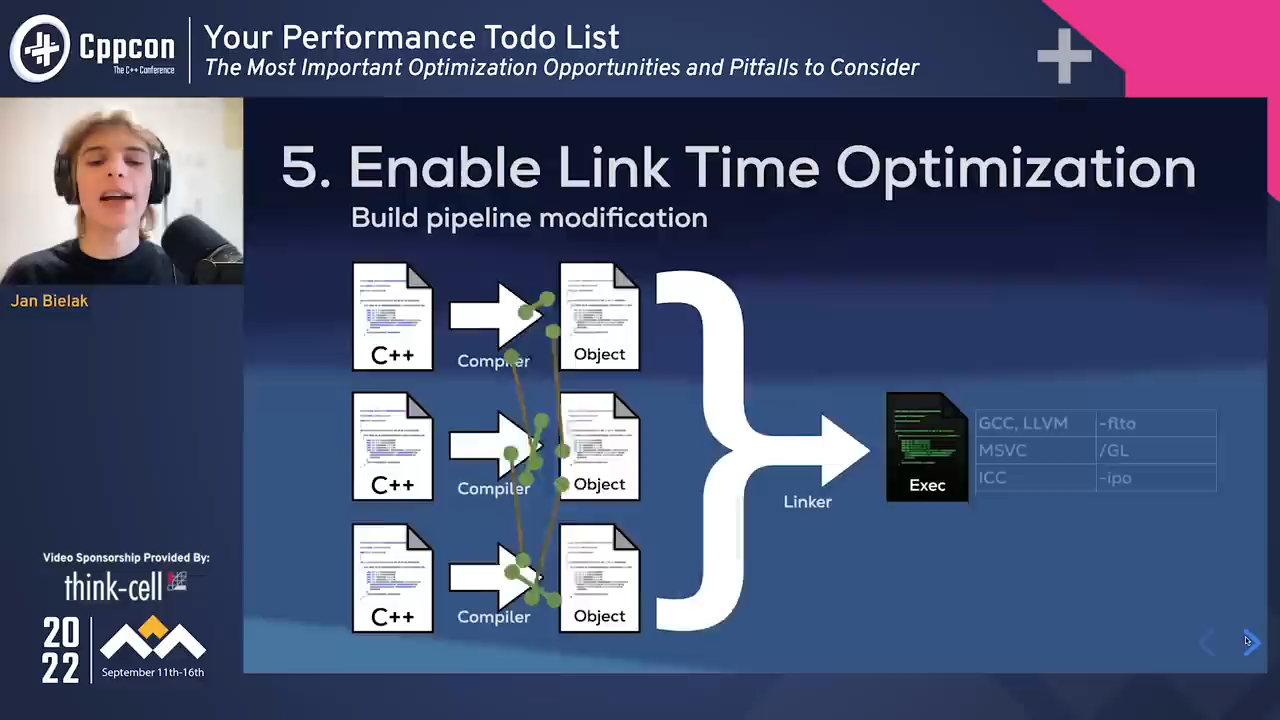 Cppcon
The C++ Conference
Your Performance Todo List
The Most Important Optimization Opportunities and Pitfalls to Consider
Jan Bielak
5. Enable Link Time Optimization
Build pipeline modification
C++
Compiler
Object
C++
Compiler
Object
C++
Compiler
Object
Linker
Exec
GCC, LLVM -flto
MSVC /GL
ICC -ipo
Video Sponsorship Provided By:
think-cell
20
22
September 11th-16th